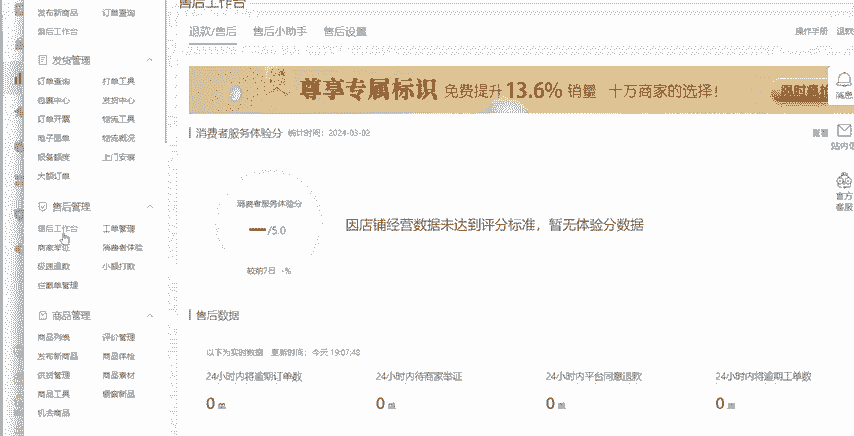 售后工作台
发布新商品 订单查询
售后工作台
退款/售后 售后小助手 售后设置
操作手册 退款
发货管理
订单查询 打单工具
包裹中心 发货中心
订单开票 物流工具
电子面单 物流概况
服务额度 上门安装
大额订单
尊享专属标识 免费提升 13.6% 销量 十万商家的选择!
消息
消费者服务体验分 统计时间:2024-03-02
站内信
官方
客服
消费者服务体验分
/5.0
较前7日 -%
因店铺经营数据未达到评分标准,暂无体验分数据
售后管理
售后工作台 工单管理
商家举证 消费者体验
极速退款 小额打款
拦截单管理
商品管理
商品列表 评价管理
发布新商品 商品体检
供货管理 商品素材
商品工具
机会商品
售后数据
以下为实时数据 更新时间:今天 19:07:48
24小时内将逾期订单数 24小时内待商家举证 24小时内平台同意退款 24小时内将逾期工单数
0 单 0 单 0 单 0 单